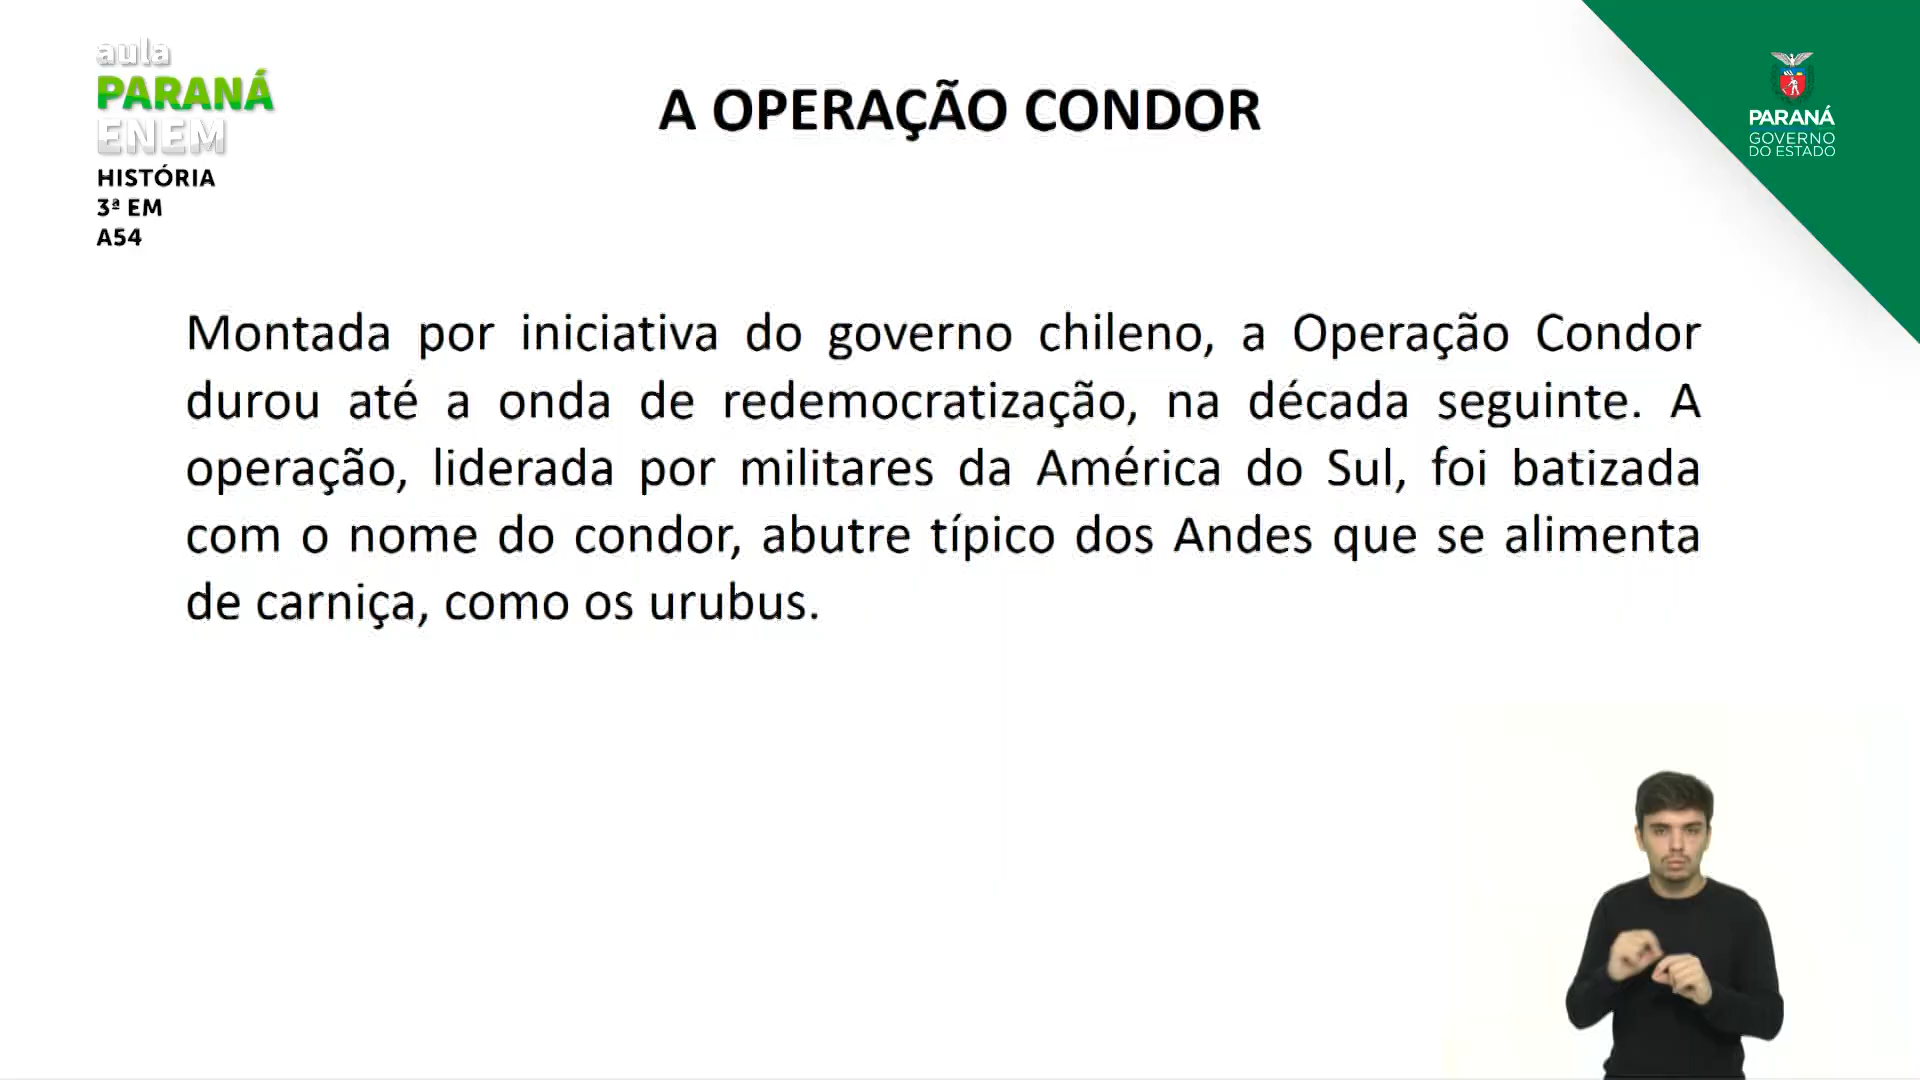 aula
PARANÁ
ENEM
HISTÓRIA
3ª EM
A54
A OPERAÇÃO CONDOR
PARANÁ
GOVERNO
DO ESTADO
Montada por iniciativa do governo chileno, a Operação Condor
durou até a onda de redemocratização, na década seguinte. A
operação, liderada por militares da América do Sul, foi batizada
com o nome do condor, abutre típico dos Andes que se alimenta
de carniça, como os urubus.